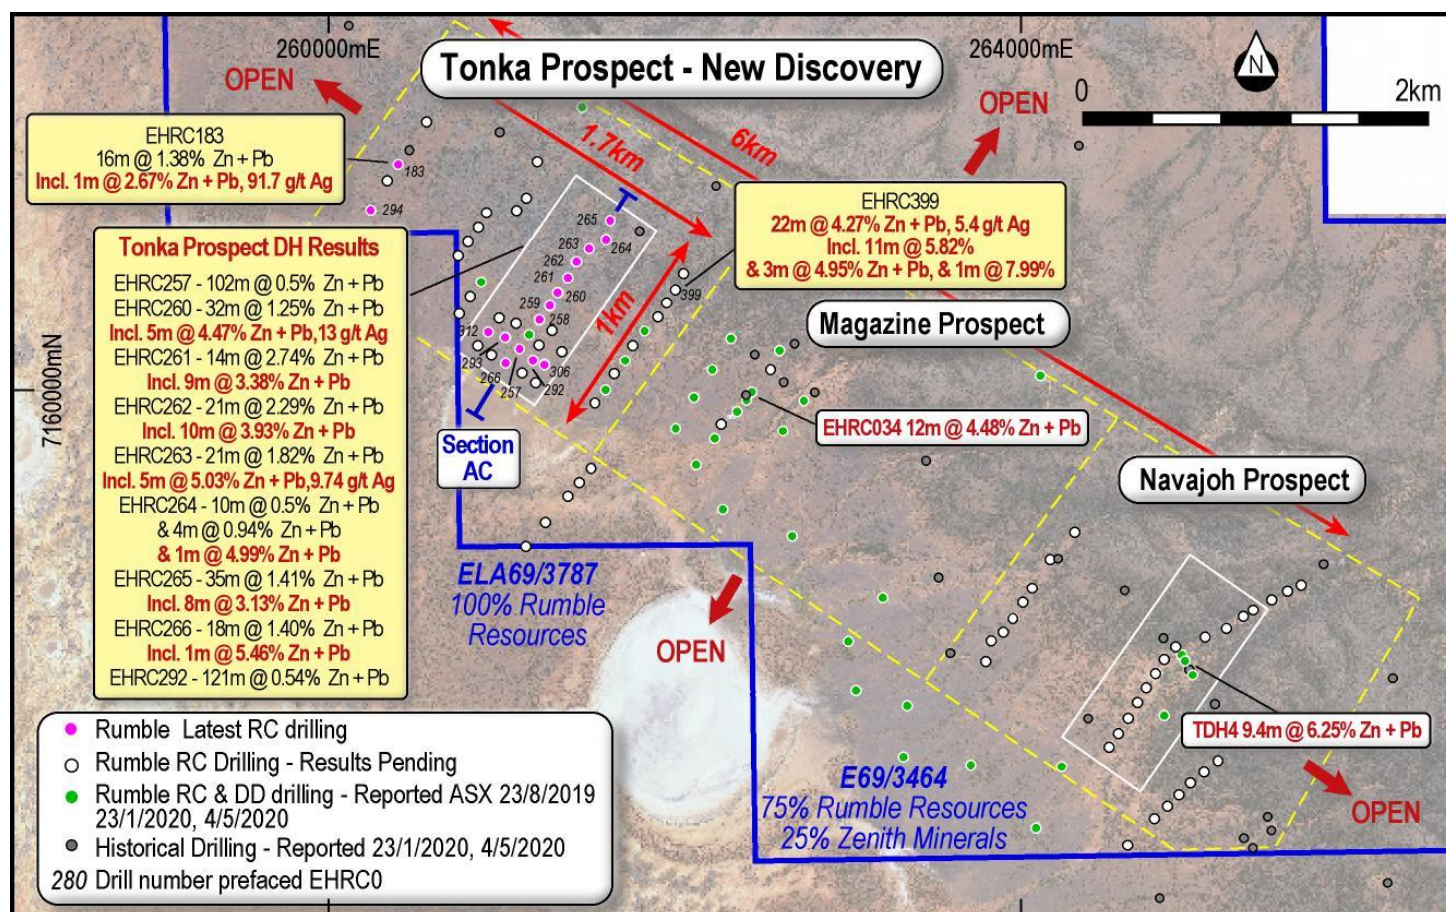 260000mE
264000mE
Tonka Prospect - New Discovery
N
0
2km
OPEN
OPEN
1.7km
6km
EHRC183
16m @ 1.38% Zn + Pb
Incl. 1m @ 2.67% Zn + Pb, 91.7 g/t Ag
183
294
EHRC399
22m @ 4.27% Zn + Pb, 5.4 g/t Ag
Incl. 11m @ 5.82%
& 3m @ 4.95% Zn + Pb, & 1m @ 7.99%
265
264
263
262
261
260
259
258
399
1km
312
293
266
257
292
306
Tonka Prospect DH Results
EHRC257 - 102m @ 0.5% Zn + Pb
EHRC260 - 32m @ 1.25% Zn + Pb
Incl. 5m @ 4.47% Zn + Pb,13 g/t Ag
EHRC261 - 14m @ 2.74% Zn + Pb
Incl. 9m @ 3.38% Zn + Pb
EHRC262 - 21m @ 2.29% Zn + Pb
Incl. 10m @ 3.93% Zn + Pb
EHRC263 - 21m @ 1.82% Zn + Pb
Incl. 5m @ 5.03% Zn + Pb,9.74 g/t Ag
EHRC264 - 10m @ 0.5% Zn + Pb
& 4m @ 0.94% Zn + Pb
& 1m @ 4.99% Zn + Pb
EHRC265 - 35m @ 1.41% Zn + Pb
Incl. 8m @ 3.13% Zn + Pb
EHRC266 - 18m @ 1.40% Zn + Pb
Incl. 1m @ 5.46% Zn + Pb
EHRC292 - 121m @ 0.54% Zn + Pb
7160000mN
Magazine Prospect
EHRC034 12m @ 4.48% Zn + Pb
Section
AC
Navajoh Prospect
ELA69/3787
100% Rumble
Resources
OPEN
TDH4 9.4m @ 6.25% Zn + Pb
E69/3464
75% Rumble Resources
25% Zenith Minerals
OPEN
Rumble Latest RC drilling
Rumble RC Drilling - Results Pending
Rumble RC & DD drilling - Reported ASX 23/8/2019
23/1/2020, 4/5/2020
Historical Drilling - Reported 23/1/2020, 4/5/2020
280 Drill number prefaced EHRC0